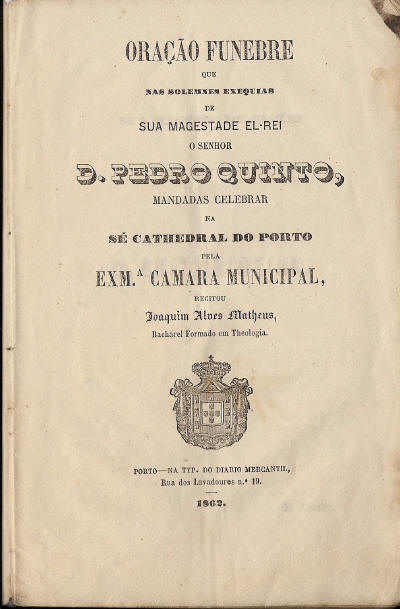 ORAÇÃO FUNEBRE
QUE
NAS SOLEMNES EXEQUIAS
DE
SUA MAGESTADE EL-REI
O SENHOR
D. PEDRO QUINTO,
MANDADAS CELEBRAR
NA
SÉ CATHEDRAL DO PORTO
PELA
EXM.ª CAMARA MUNICIPAL,
RECITOU
Joaquim Alves Matheus,
Bacharel Formado em Theologia.
PORTO—NA TYP. DO DIARIO MERCANTIL,
Rua dos Lavadouros n.º 19.
1862.